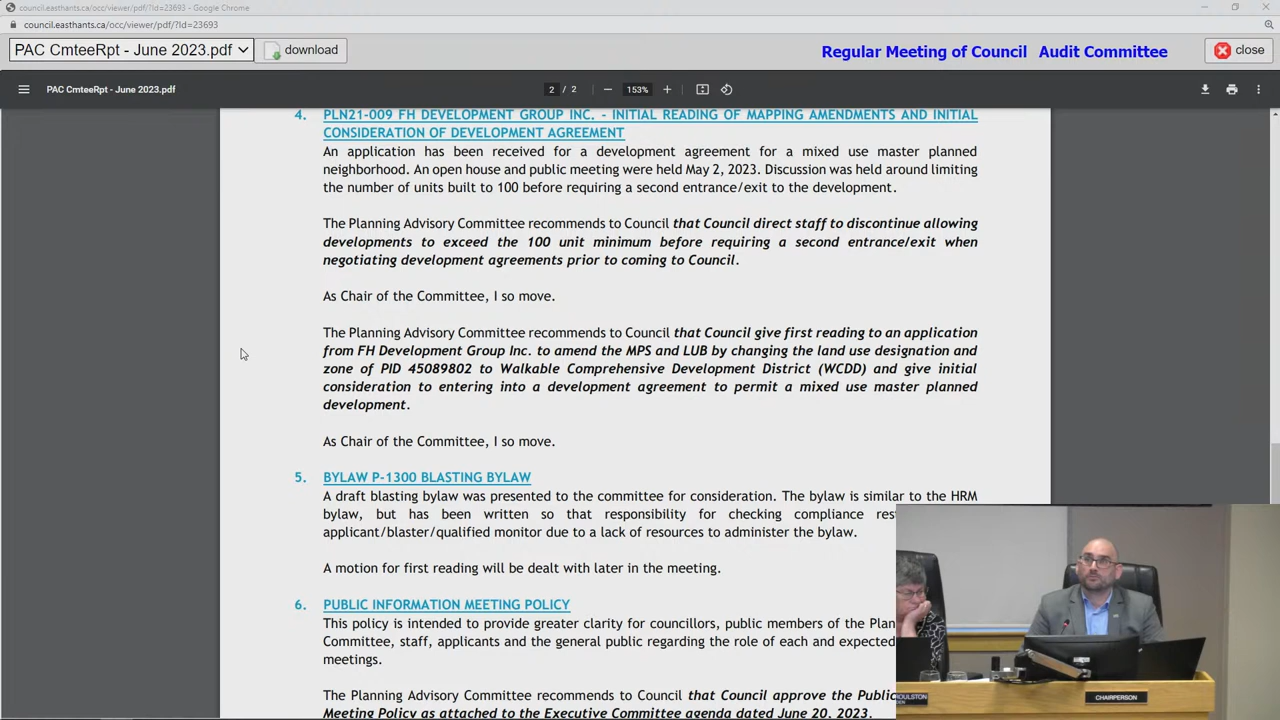 council.easthants.ca/occ/viewer/pdf/?Id=23693 - Google Chrome
council.easthants.ca/occ/viewer/pdf/?Id=23693
PAC CmteeRpt - June 2023.pdf
download
Regular Meeting of Council Audit Committee
close
PAC CmteeRpt - June 2023.pdf
2 / 2
153%
4. PLN21-009 FH DEVELOPMENT GROUP INC. - INITIAL READING OF MAPPING AMENDMENTS AND INITIAL
CONSIDERATION OF DEVELOPMENT AGREEMENT
An application has been received for a development agreement for a mixed use master planned
neighborhood. An open house and public meeting were held May 2, 2023. Discussion was held around limiting
the number of units built to 100 before requiring a second entrance/exit to the development.
The Planning Advisory Committee recommends to Council that Council direct staff to discontinue allowing
developments to exceed the 100 unit minimum before requiring a second entrance/exit when
negotiating development agreements prior to coming to Council.
As Chair of the Committee, I so move.
The Planning Advisory Committee recommends to Council that Council give first reading to an application
from FH Development Group Inc. to amend the MPS and LUB by changing the land use designation and
zone of PID 45089802 to Walkable Comprehensive Development District (WCDD) and give initial
consideration to entering into a development agreement to permit a mixed use master planned
development.
As Chair of the Committee, I so move.
5. BYLAW P-1300 BLASTING BYLAW
A draft blasting bylaw was presented to the committee for consideration. The bylaw is similar to the HRM
bylaw, but has been written so that responsibility for checking compliance res
applicant/blaster/qualified monitor due to a lack of resources to administer the bylaw.
A motion for first reading will be dealt with later in the meeting.
6. PUBLIC INFORMATION MEETING POLICY
This policy is intended to provide greater clarity for councillors, public members of the Plan
Committee, staff, applicants and the general public regarding the role of each and expected
meetings.
The Planning Advisory Committee recommends to Council that Council approve the Public
Meeting Policy as attached to the Executive Committee agenda dated June 20, 2023.
ROULSTON
DEN
CHAIRPERSON